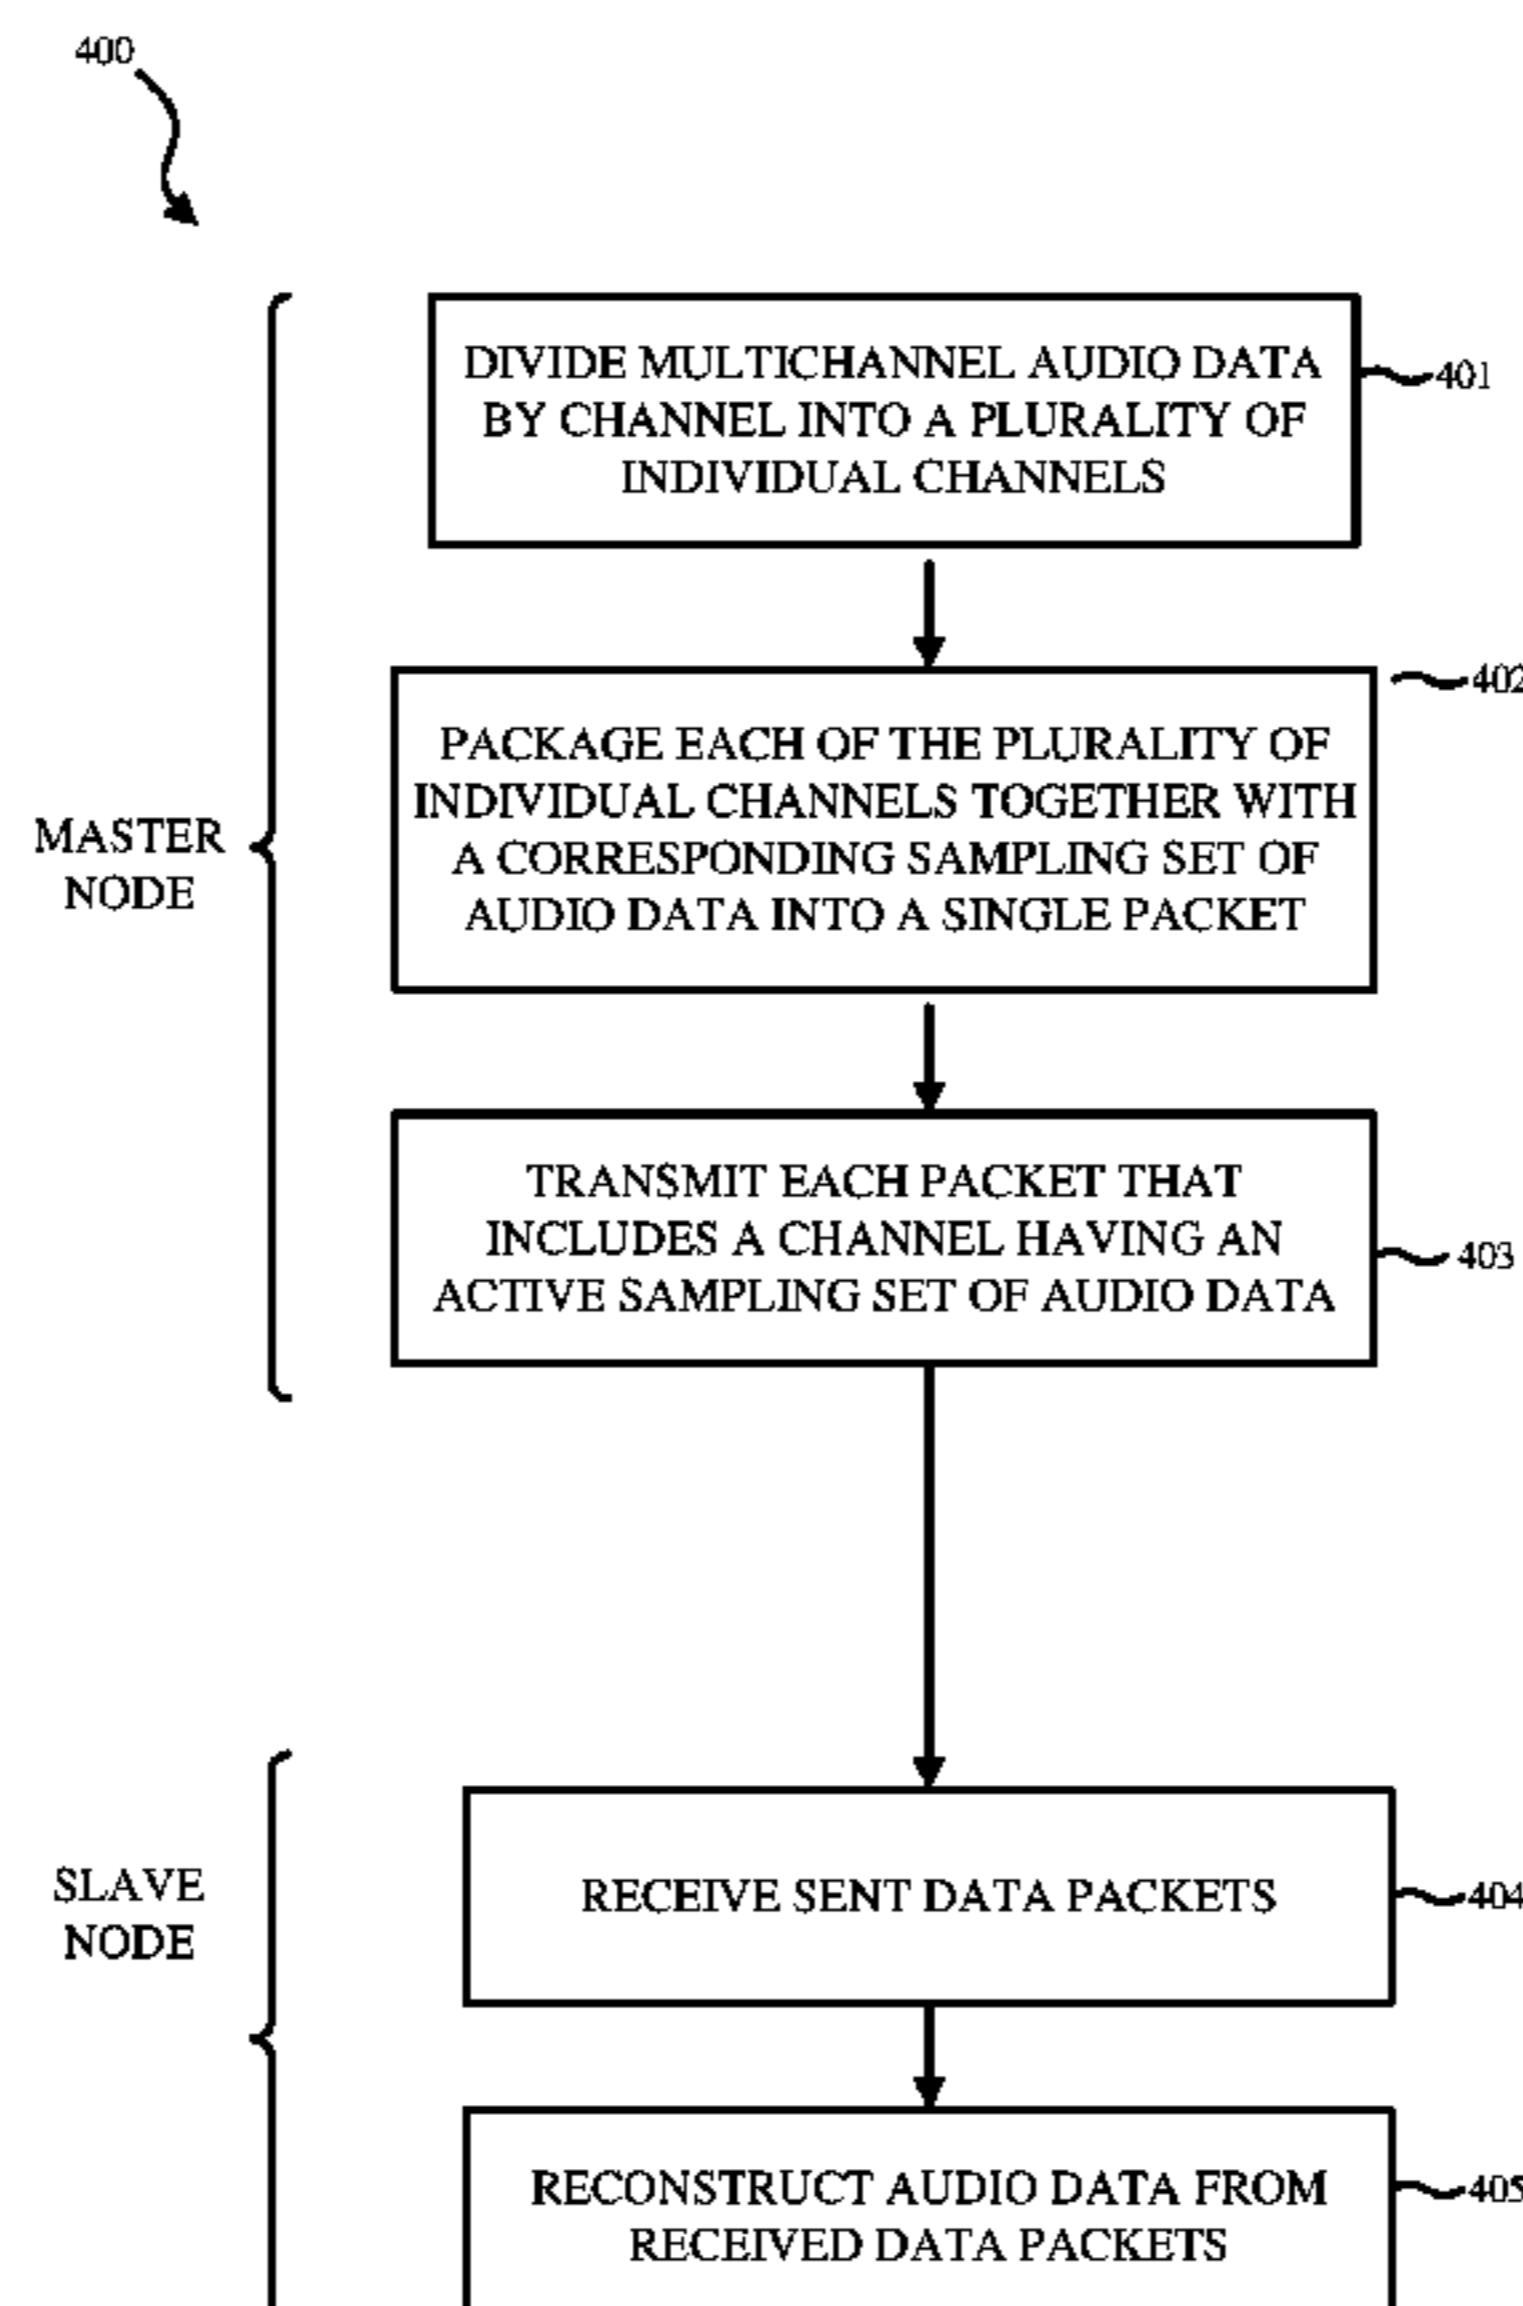 400
DIVIDE MULTICHANNEL AUDIO DATA
BY CHANNEL INTO A PLURALITY OF
INDIVIDUAL CHANNELS
401
402
PACKAGE EACH OF THE PLURALITY OF
INDIVIDUAL CHANNELS TOGETHER WITH
A CORRESPONDING SAMPLING SET OF
AUDIO DATA INTO A SINGLE PACKET
MASTER
NODE
TRANSMIT EACH PACKET THAT
INCLUDES A CHANNEL HAVING AN
ACTIVE SAMPLING SET OF AUDIO DATA
403
SLAVE
NODE
RECEIVE SENT DATA PACKETS
404
RECONSTRUCT AUDIO DATA FROM
RECEIVED DATA PACKETS
405